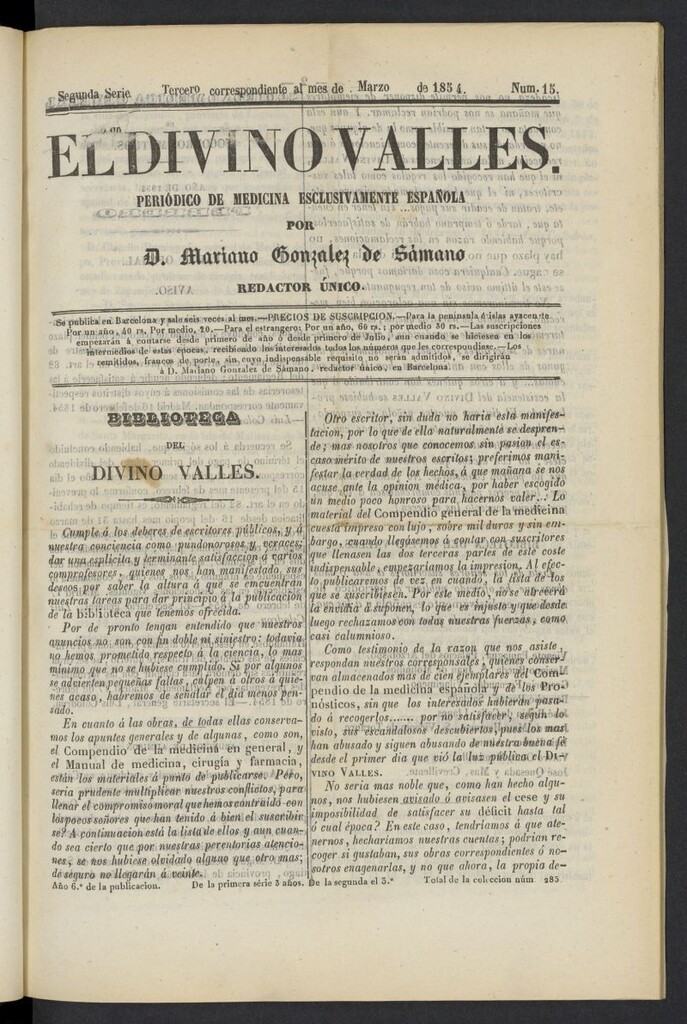 Segunda Serie. Tercero correspondiente al mes de Marzo de 1854. Num. 15.
EL DIVINO VALLES.
PERIÓDICO DE MEDICINA ESCLUSIVAMENTE ESPAÑOLA
POR
D. Mariano Gonzalez de Sámano
REDACTOR ÚNICO.
Se publica en Barcelona y sale seis veces al mes.—PRECIOS DE SUSCRIPCION.—Para la península é islas ayacente
Por un año, 40 rs. Por medio, 20.—Para el estrangero: Por un año, 60 rs.; por medio 30 rs.—Las suscripciones
empezarán á contarse desde primero de año ó desde primero de Julio, aun cuando se hiciesen en los
intermedios de estas épocas, recibiendo los interesados todos los números que les correspondiese.—Los
remitidos, francos de porte, sin cuyo indispensable requisito no serán admitidos, se dirigirán
á D. Mariano Gonzalez de Sámano, redactor único, en Barcelona.
BIBLIOTECA
DEL
DIVINO VALLES.
Cumple á los deberes de escritores públicos, y á
nuestra conciencia como pundonorosos y veraces;
dar una esplícita y terminante satisfaccion á varios
comprofesores, quienes nos han manifestado sus
deseos por saber la altura á que se encuentran
nuestras tareas para dar principio á la publicacion
de la biblioteca que tenemos ofrecida.
Por de pronto tengan entendido que nuestros
anuncios no son con fin doble ni siniestro: todavia
no hemos prometido respecto á la ciencia, lo mas
mínimo que no se hubiese cumplido. Si por algunos
se advierten pequeñas faltas, culpen á otros á quie-
nes acaso, habremos de señalar el dia menos pen-
sado.
En cuanto á las obras, de todas ellas conserva-
mos los apuntes generales y de algunas, como son,
el Compendio de la medicina en general, y
el Manual de medicina, cirugía y farmacia,
están los materiales á punto de publicarse. Pero,
seria prudente multiplicar nuestros conflictos, para
llenar el compromiso moral que hemos contraido con
los pocos señores que han tenido á bien el suscribir
se? A continuacion está la lista de ellos y aun cuan-
do sea cierto que por nuestras perentorias atencio-
nes, se nos hubiese olvidado alguno que otro mas;
de seguro no llegarán á veinte.
Otro escritor, sin duda no haria esta manifes-
tacion, por lo que de ella naturalmente se despren-
de; mas nosotros que conocemos sin pasion el es-
caso mérito de nuestros escritos; preferimos mani-
festar la verdad de los hechos, á que mañana se nos
acuse ante la opinion médica, por haber escogido
un medio poco honroso para hacernos valer... Lo
material del Compendio general de la medicina
cuesta impreso con lujo, sobre mil duros y sin em-
bargo, cuando llegásemos á contar con suscritores
que llenasen las dos terceras partes de este coste
indispensable, empezariamos la impresion. Al efec-
to publicaremos de vez en cuando, la lista de los
que se suscribiesen. Por este medio, no se atreverá
la envidia á suponer, lo que es injusto y que desde
luego rechazamos con todas nuestras fuerzas, como
casi calumnioso.
Como testimonio de la razon que nos asiste,
respondan nuestros corresponsales, quienes conser-
van almacenados mas de cien ejemplares del Com-
pendio de la medicina española y de los Pro-
nósticos, sin que los interesados hubieran pasa-
do á recogerlos....... por no satisfacer, segun lo
visto, sus escandalosos descubiertos; pues los mas
han abusado y siguen abusando de nuestra buena fé
desde el primer dia que vió la luz pública el DI-
VINO VALLES.
No seria mas noble que, como han hecho algu-
nos, nos hubiesen avisado ó avisasen el cese y su
imposibilidad de satisfacer su déficit hasta tal
ó cual época? En este caso, tendriamos á que ate-
nernos, hechariamos nuestras cuentas; podrian re-
coger si gustaban, sus obras correspondientes ó no-
sotros enagenarlas, y no que ahora, la propia de-
Año 6.º de la publicacion. De la primera série 3 años. De la segunda el 3.º Total de la coleccion núm 285